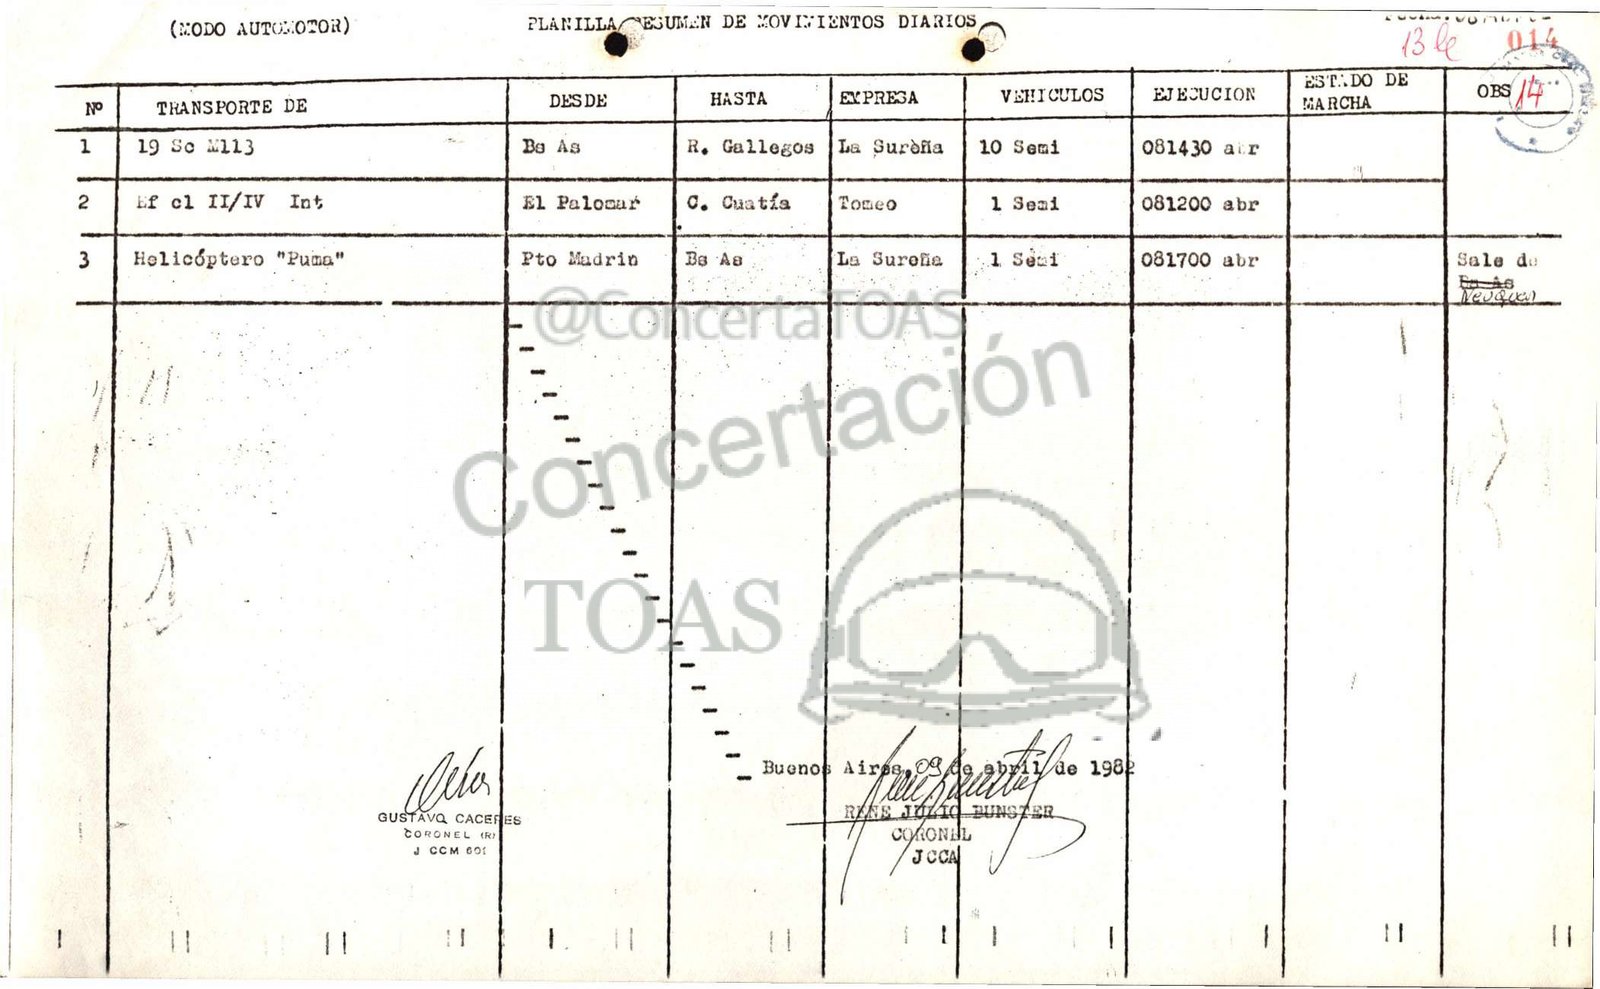 (MODO AUTOMOTOR)
PLANILLA RESUMEN DE MOVIMIENTOS DIARIOS
13
014
Nº TRANSPORTE DE DESDE HASTA EMPRESA VEHICULOS EJECUCION ESTADO DE MARCHA OBS 14
1 19 Sc M113 Bs As R. Gallegos La Sureña 10 Semi 081430 abr
2 Ef cl II/IV Int El Palomar C. Cuatía Tomeo 1 Semi 081200 abr
3 Helicóptero "Puma" Pto Madrin Bs As La Sureña 1 Semi 081700 abr Sale de
Bs As
Neuquen
@ConcertaTOAS
Concertación
TOAS
Buenos Aires, 09 de abril de 1982
GUSTAVO CACERES
CORONEL (R)
J CCM 601
RENE JULIO BUNSTER
CORONEL
JCCA